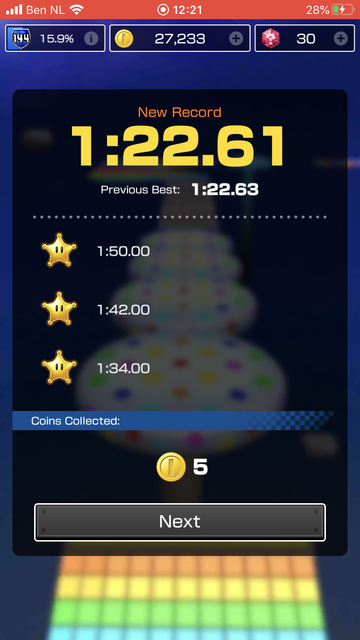 Ben NL 12:21 28%
144 15.9% i 27,233 + 30 +
New Record
1:22.61
Previous Best: 1:22.63
1:50.00
1:42.00
1:34.00
Coins Collected:
5
Next